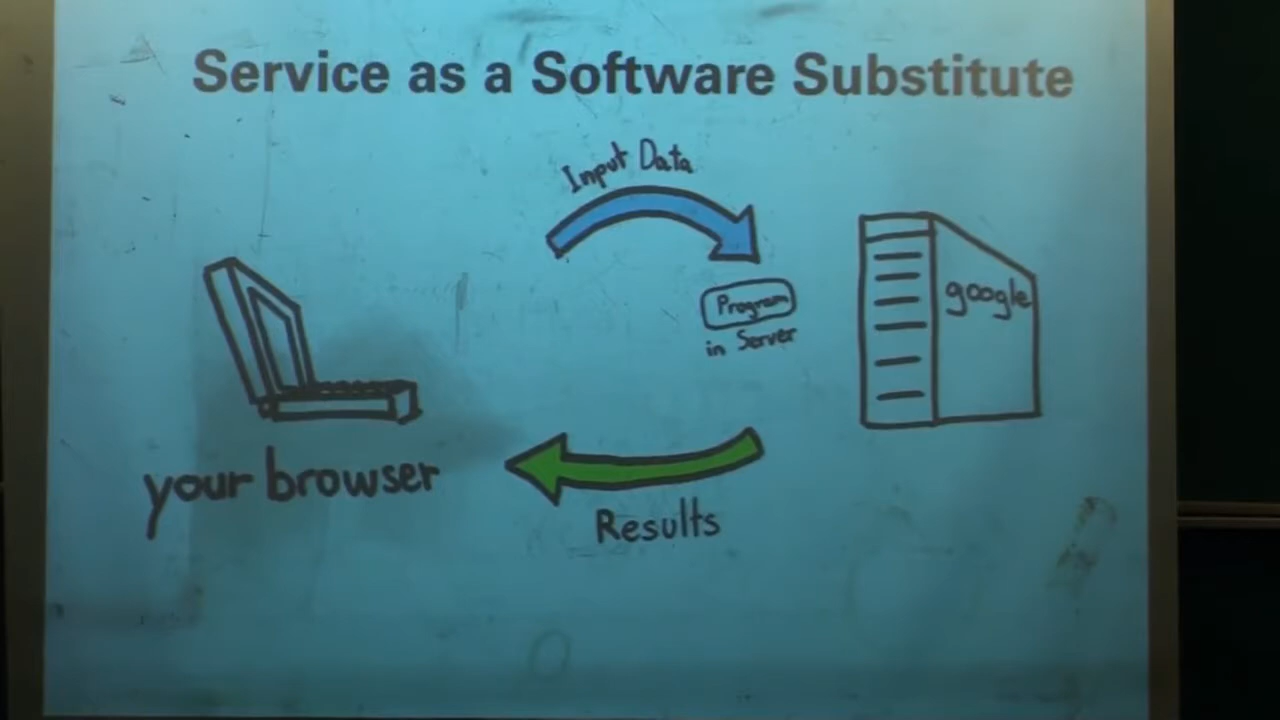 Service as a Software Substitute
Input Data
Program
in Server
google
your browser
Results